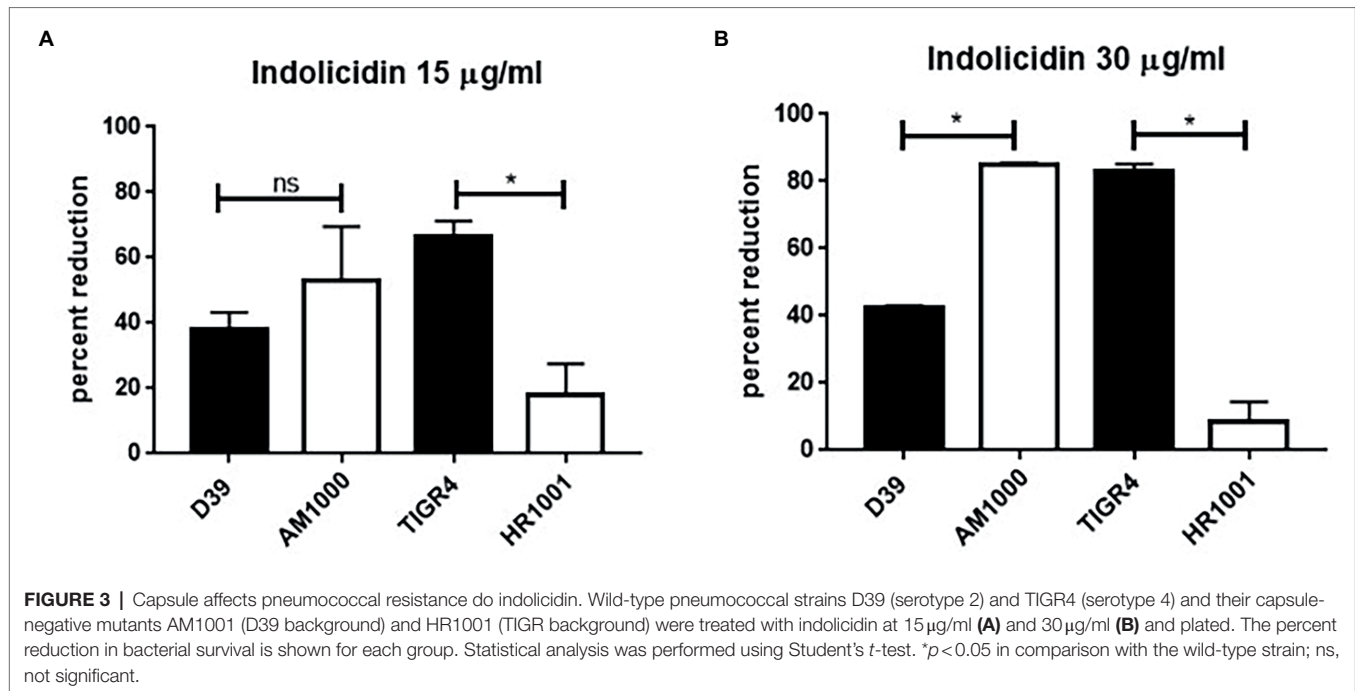 A
Indolicidin 15 μg/ml
percent reduction
100
80
60
40
20
0
ns
*
D39
AM1000
TIGR4
HR1001
B
Indolicidin 30 μg/ml
percent reduction
100
80
60
40
20
0
*
*
D39
AM1000
TIGR4
HR1001
FIGURE 3 | Capsule affects pneumococcal resistance do indolicidin. Wild-type pneumococcal strains D39 (serotype 2) and TIGR4 (serotype 4) and their capsule-
negative mutants AM1001 (D39 background) and HR1001 (TIGR background) were treated with indolicidin at 15 μg/ml (A) and 30 μg/ml (B) and plated. The percent
reduction in bacterial survival is shown for each group. Statistical analysis was performed using Student’s t-test. *p < 0.05 in comparison with the wild-type strain; ns,
not significant.